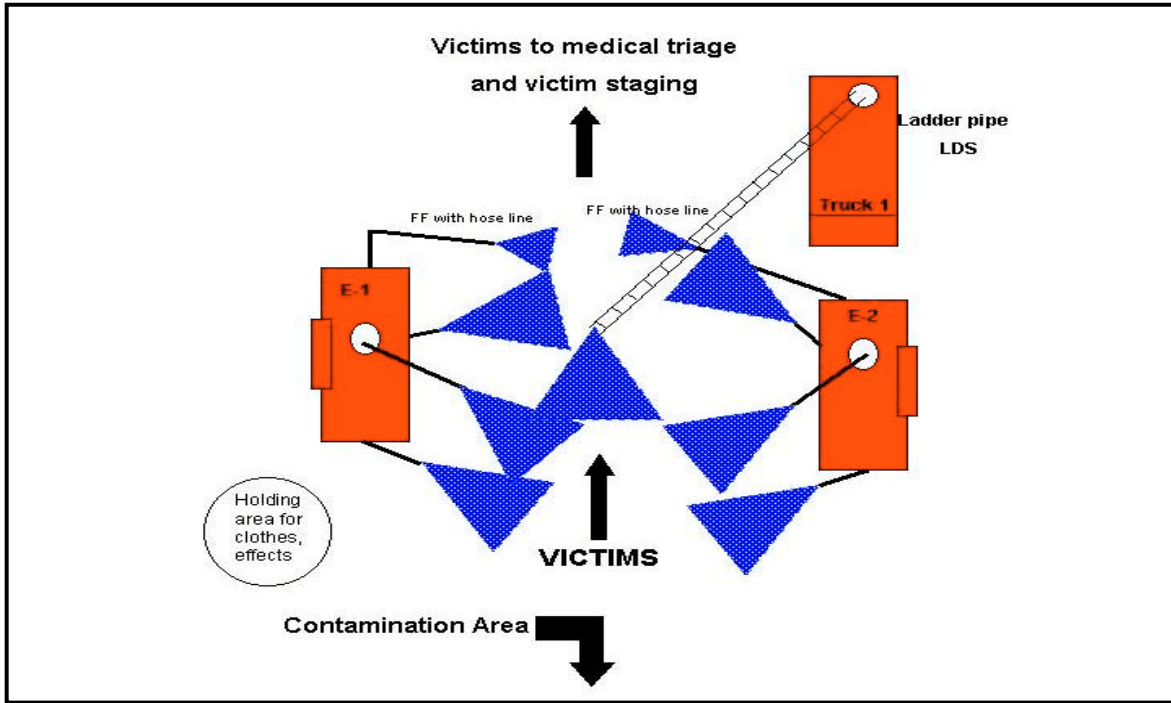 Victims to medical triage
and victim staging
Ladder pipe
LDS
Truck 1
FF with hose line
FF with hose line
E-1
E-2
Holding
area for
clothes,
effects
VICTIMS
Contamination Area